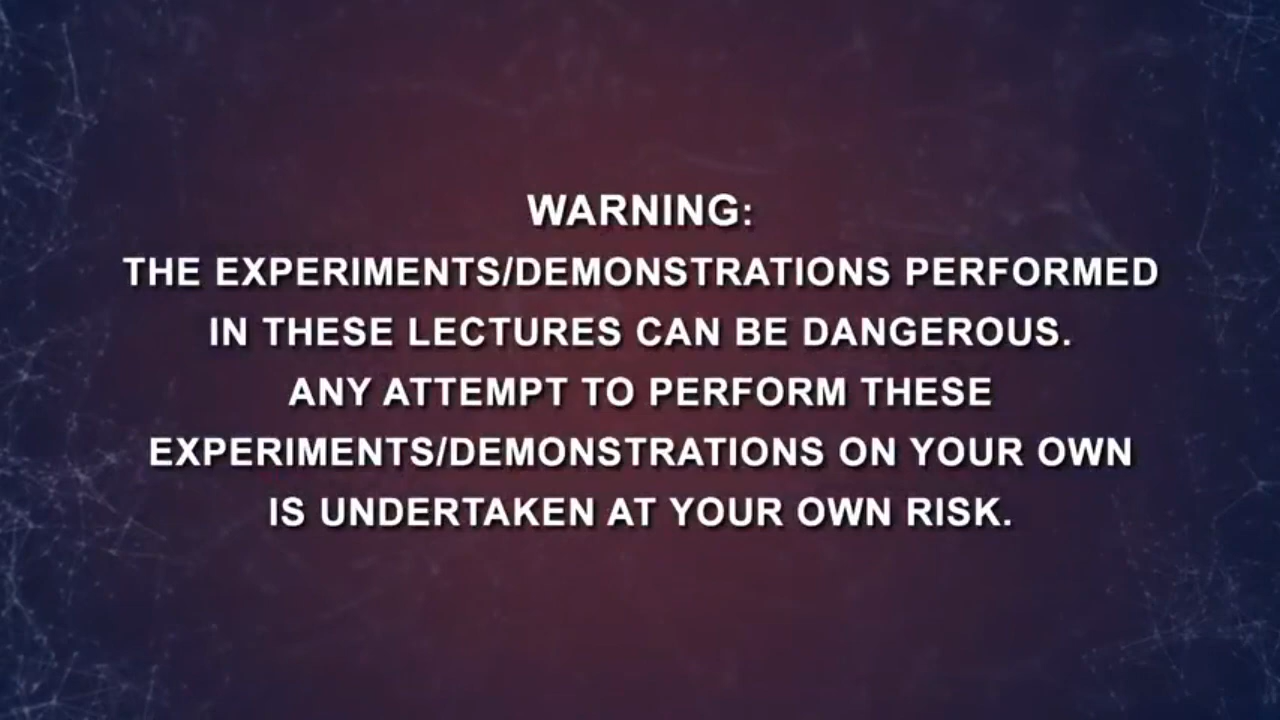 WARNING:
THE EXPERIMENTS/DEMONSTRATIONS PERFORMED
IN THESE LECTURES CAN BE DANGEROUS.
ANY ATTEMPT TO PERFORM THESE
EXPERIMENTS/DEMONSTRATIONS ON YOUR OWN
IS UNDERTAKEN AT YOUR OWN RISK.